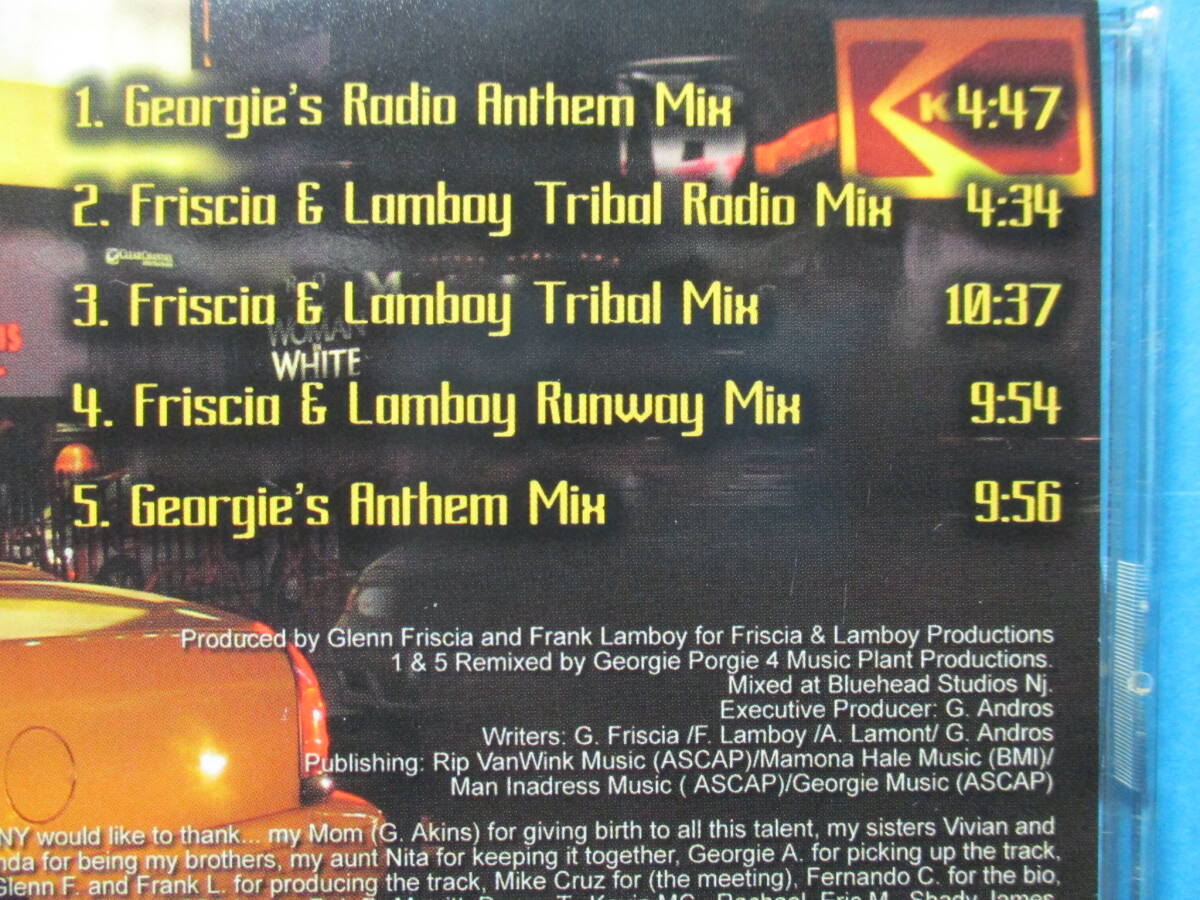 1. Georgie's Radio Anthem Mix K 4:47
2. Friscia & Lamboy Tribal Radio Mix 4:34
CLEARCHANNEL
3. Friscia & Lamboy Tribal Mix 10:37
WOMAN
IN
WHITE
4. Friscia & Lamboy Runway Mix 9:54
5. Georgie's Anthem Mix 9:56
Produced by Glenn Friscia and Frank Lamboy for Friscia & Lamboy Productions
1 & 5 Remixed by Georgie Porgie 4 Music Plant Productions.
Mixed at Bluehead Studios Nj.
Executive Producer: G. Andros
Writers: G. Friscia /F. Lamboy /A. Lamont/ G. Andros
Publishing: Rip VanWink Music (ASCAP)/Mamona Hale Music (BMI)/
Man Inadress Music ( ASCAP)/Georgie Music (ASCAP)
NY would like to thank... my Mom (G. Akins) for giving birth to all this talent, my sisters Vivian and
nda for being my brothers, my aunt Nita for keeping it together, Georgie A. for picking up the track,
Glenn F. and Frank L. for producing the track, Mike Cruz for (the meeting), Fernando C. for the bio,
Rachael, Eric M., Shady James